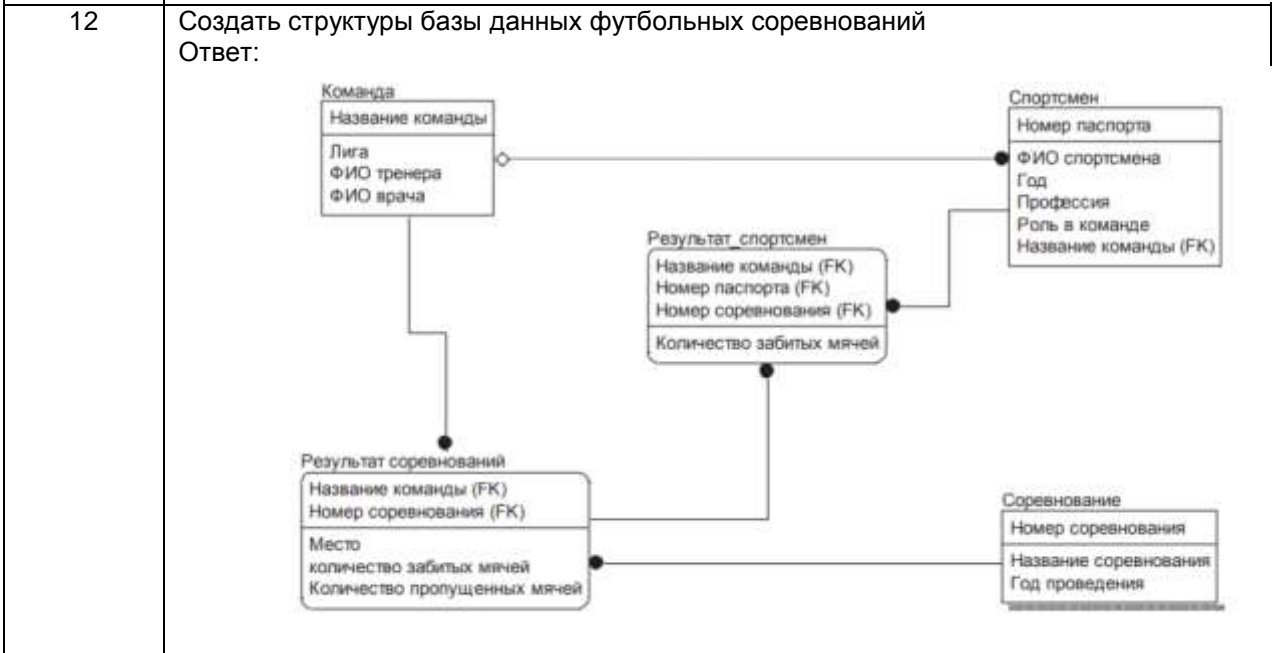 12
Создать структуры базы данных футбольных соревнований
Ответ:
Команда
Название команды
Лига
ФИО тренера
ФИО врача
Спортсмен
Номер паспорта
ФИО спортсмена
Год
Профессия
Роль в команде
Название команды (FK)
Результат_спортсмен
Название команды (FK)
Номер паспорта (FK)
Номер соревнования (FK)
Количество забитых мячей
Результат соревнований
Название команды (FK)
Номер соревнования (FK)
Место
количество забитых мячей
Количество пропущенных мячей
Соревнование
Номер соревнования
Название соревнования
Год проведения